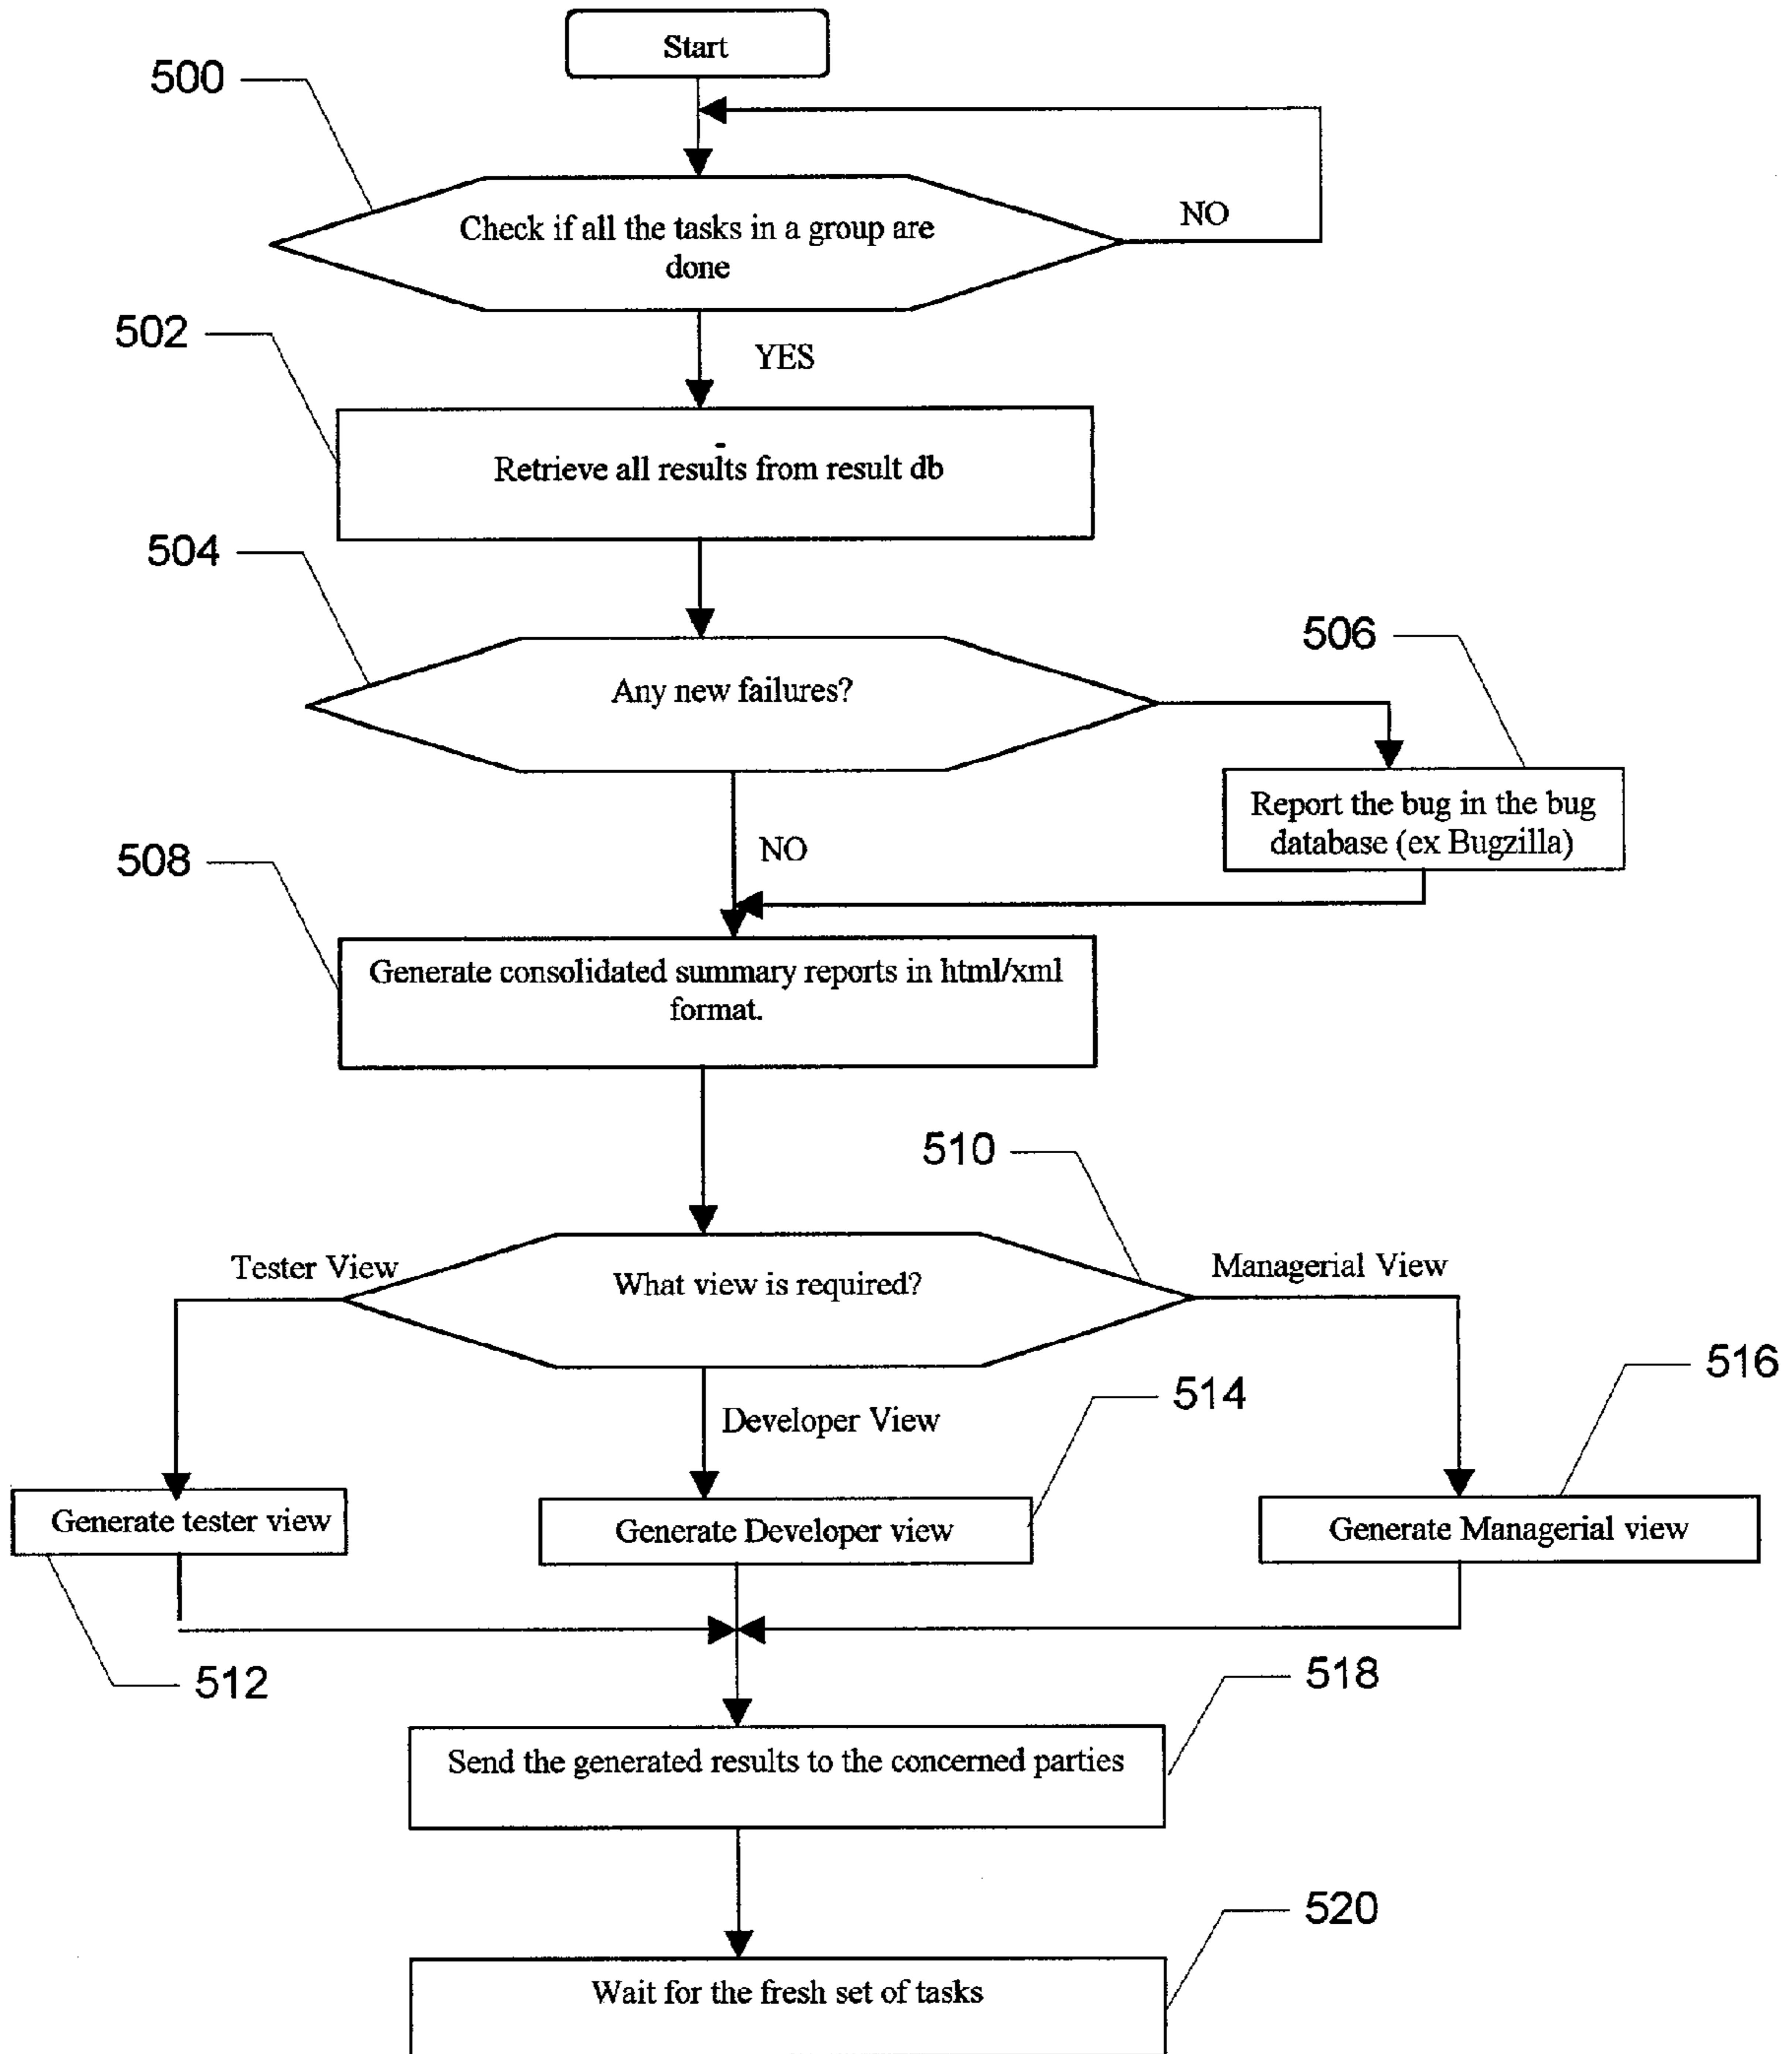 Start
500
Check if all the tasks in a group are
done
NO
502
YES
Retrieve all results from result db
504
506
Any new failures?
Report the bug in the bug
database (ex Bugzilla)
NO
508
Generate consolidated summary reports in html/xml
format.
510
Tester View
What view is required?
Managerial View
516
514
Developer View
Generate tester view
Generate Developer view
Generate Managerial view
512
518
Send the generated results to the concerned parties
520
Wait for the fresh set of tasks